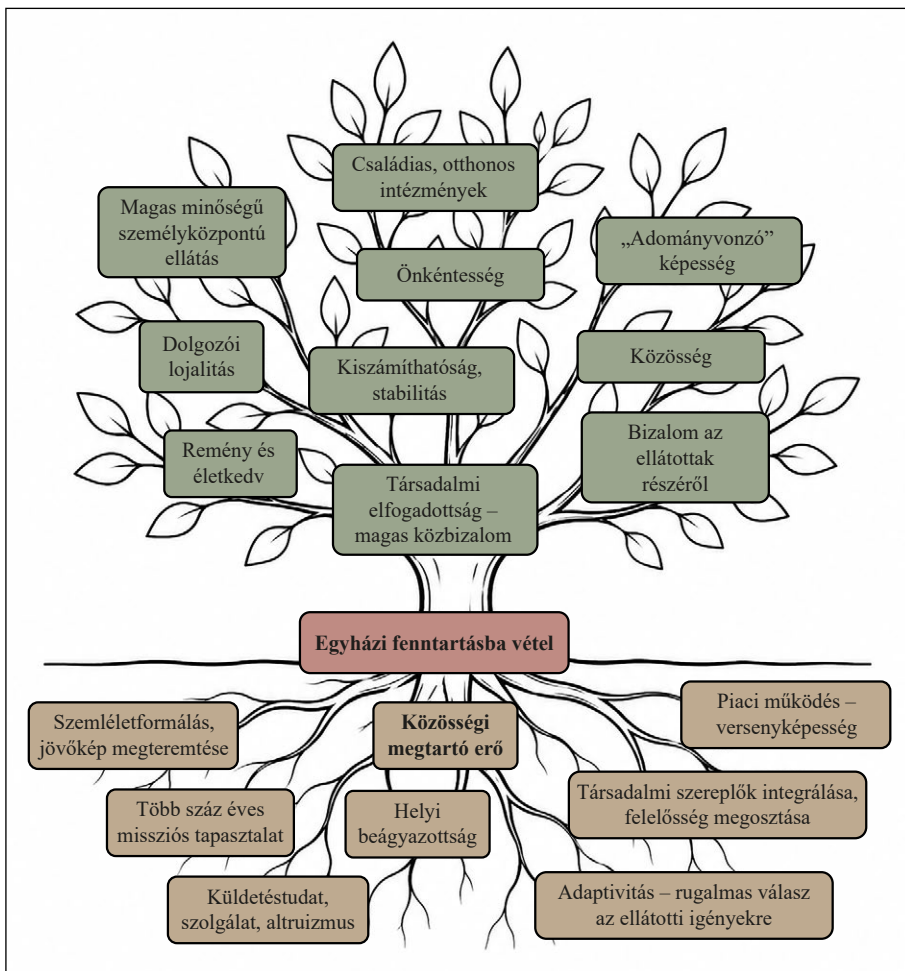 Családias, otthonos
intézmények
Magas minőségű
személyközpontú
ellátás
„Adományvonzó”
képesség
Önkéntesség
Dolgozói
lojalitás
Kiszámíthatóság,
stabilitás
Közösség
Remény és
életkedv
Társadalmi
elfogadottság –
magas közbizalom
Bizalom az
ellátottak
részéről
Egyházi fenntartásba vétel
Szemléletformálás,
jövőkép megteremtése
Közösségi
megtartó erő
Piaci működés –
versenyképesség
Több száz éves
missziós tapasztalat
Helyi
beágyazottság
Társadalmi szereplők integrálása,
felelősség megosztása
Küldetéstudat,
szolgálat, altruizmus
Adaptivitás – rugalmas válasz
az ellátotti igényekre